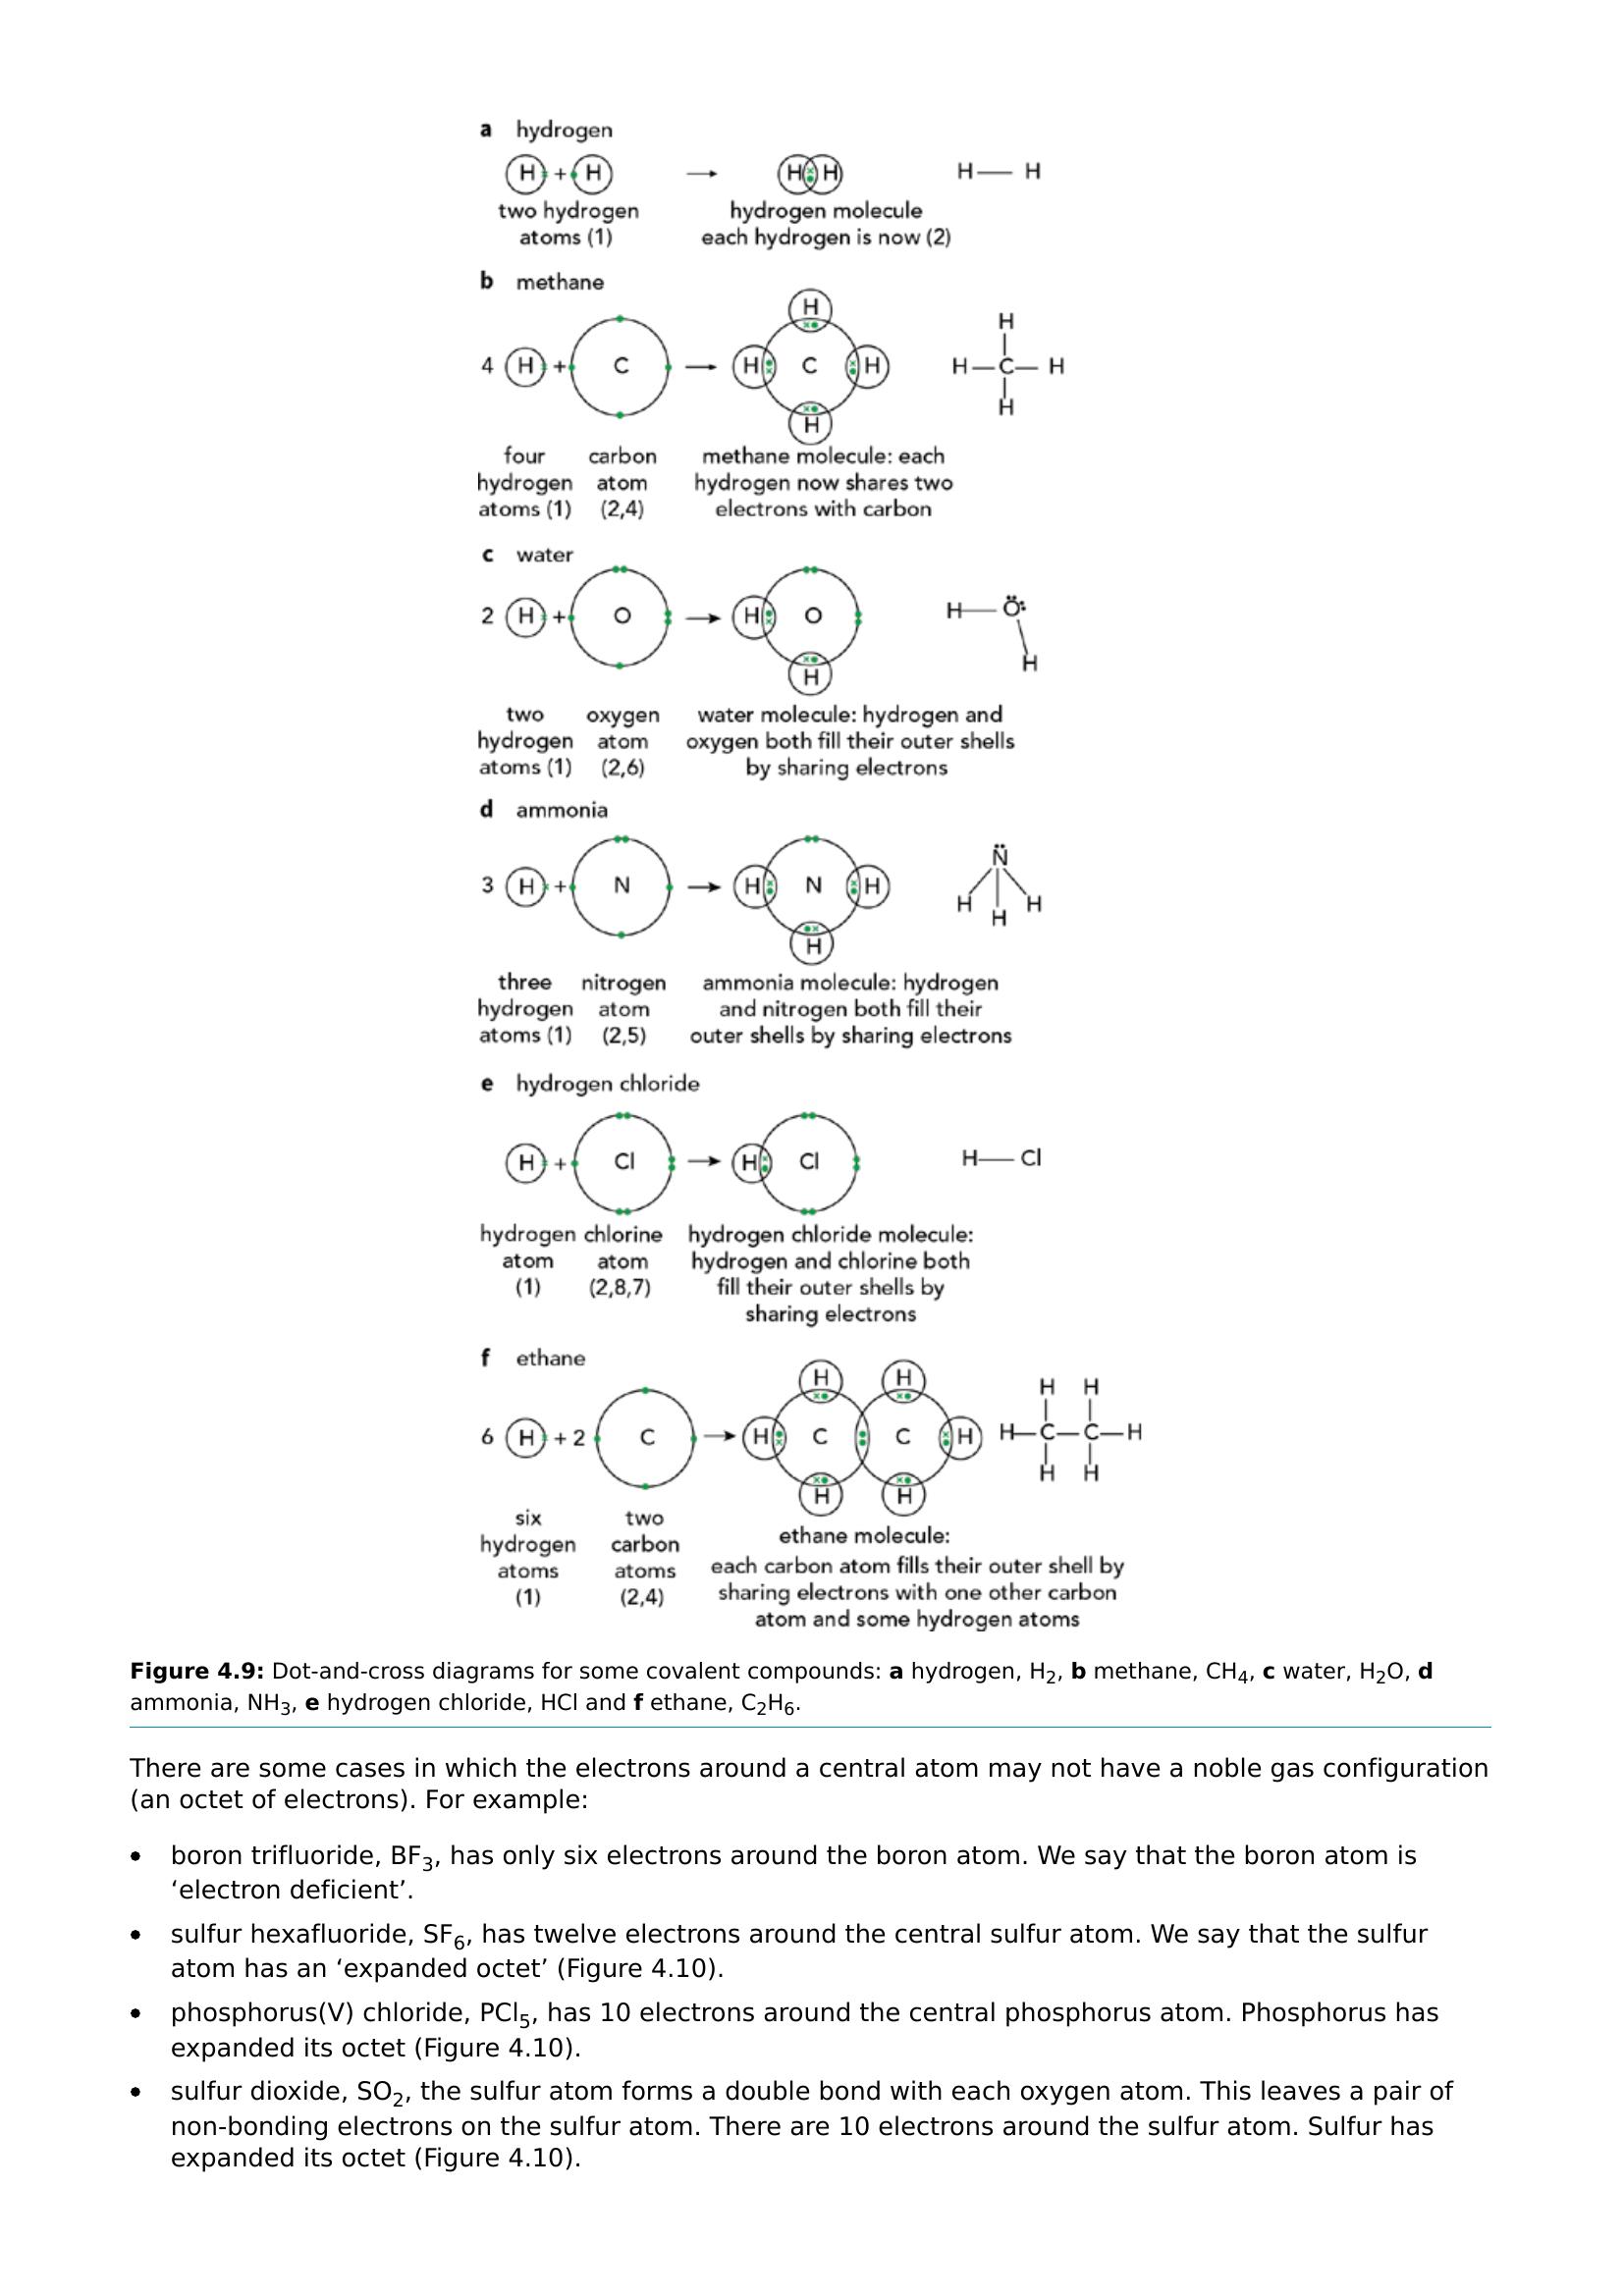 a hydrogen
H + H → H H H — H
two hydrogen hydrogen molecule
atoms (1) each hydrogen is now (2)
b methane
H
H
4 H + C → H C H H — C — H
H
H
four carbon methane molecule: each
hydrogen atom hydrogen now shares two
atoms (1) (2,4) electrons with carbon
c water
2 H + O → H O H — Ö:
H
H
two oxygen water molecule: hydrogen and
hydrogen atom oxygen both fill their outer shells
atoms (1) (2,6) by sharing electrons
d ammonia
N̈
3 H + N → H N H H H H
H
three nitrogen ammonia molecule: hydrogen
hydrogen atom and nitrogen both fill their
atoms (1) (2,5) outer shells by sharing electrons
e hydrogen chloride
H + Cl → H Cl H — Cl
hydrogen chlorine hydrogen chloride molecule:
atom atom hydrogen and chlorine both
(1) (2,8,7) fill their outer shells by
sharing electrons
f ethane
H H H H
6 H + 2 C → H C C H H — C — C — H
H H H H
six two ethane molecule:
hydrogen carbon each carbon atom fills their outer shell by
atoms atoms sharing electrons with one other carbon
(1) (2,4) atom and some hydrogen atoms
Figure 4.9: Dot-and-cross diagrams for some covalent compounds: a hydrogen, H₂, b methane, CH₄, c water, H₂O, d
ammonia, NH₃, e hydrogen chloride, HCl and f ethane, C₂H₆.
There are some cases in which the electrons around a central atom may not have a noble gas configuration
(an octet of electrons). For example:
• boron trifluoride, BF₃, has only six electrons around the boron atom. We say that the boron atom is
‘electron deficient’.
• sulfur hexafluoride, SF₆, has twelve electrons around the central sulfur atom. We say that the sulfur
atom has an ‘expanded octet’ (Figure 4.10).
• phosphorus(V) chloride, PCl₅, has 10 electrons around the central phosphorus atom. Phosphorus has
expanded its octet (Figure 4.10).
• sulfur dioxide, SO₂, the sulfur atom forms a double bond with each oxygen atom. This leaves a pair of
non-bonding electrons on the sulfur atom. There are 10 electrons around the sulfur atom. Sulfur has
expanded its octet (Figure 4.10).